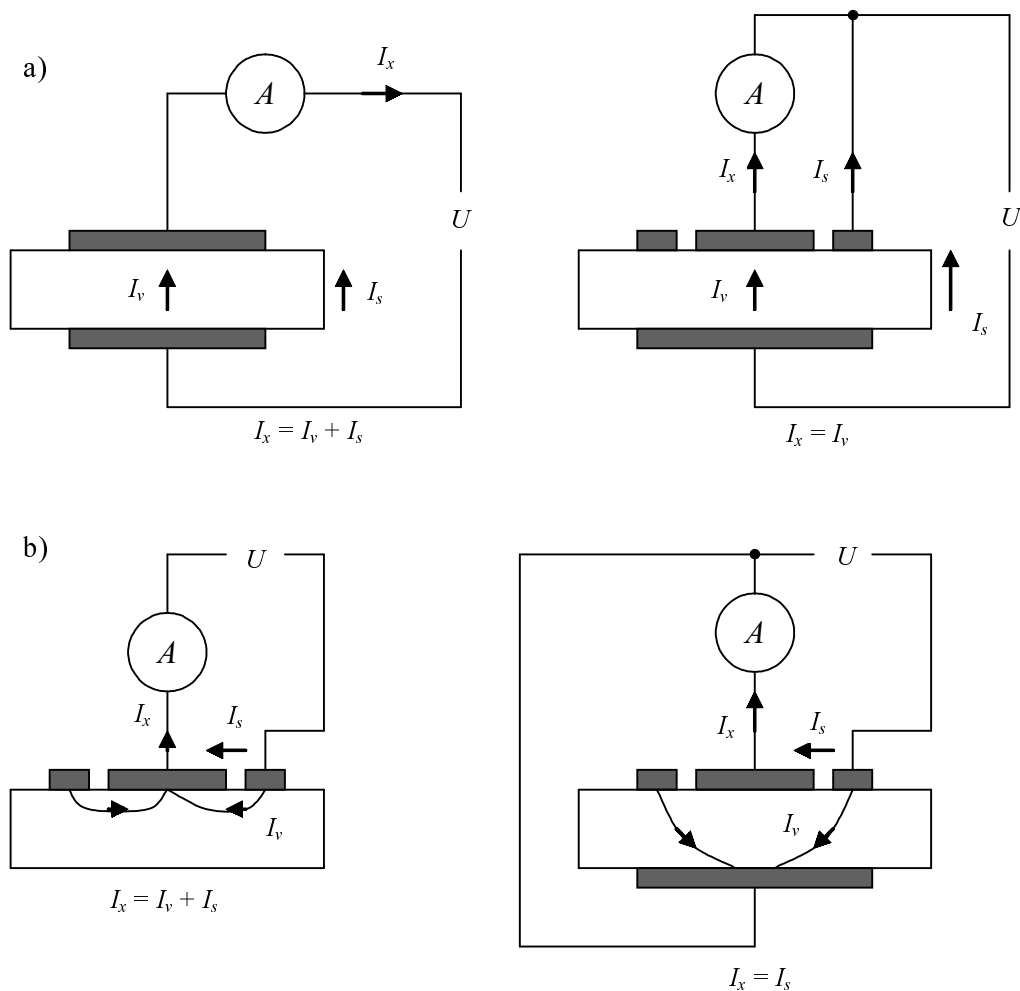 a)
A
I_x
U
I_v
I_s
I_x = I_v + I_s
A
I_x
I_s
U
I_v
I_s
I_x = I_v
b)
U
A
I_x
I_s
I_v
I_x = I_v + I_s
U
A
I_x
I_s
I_v
I_x = I_s